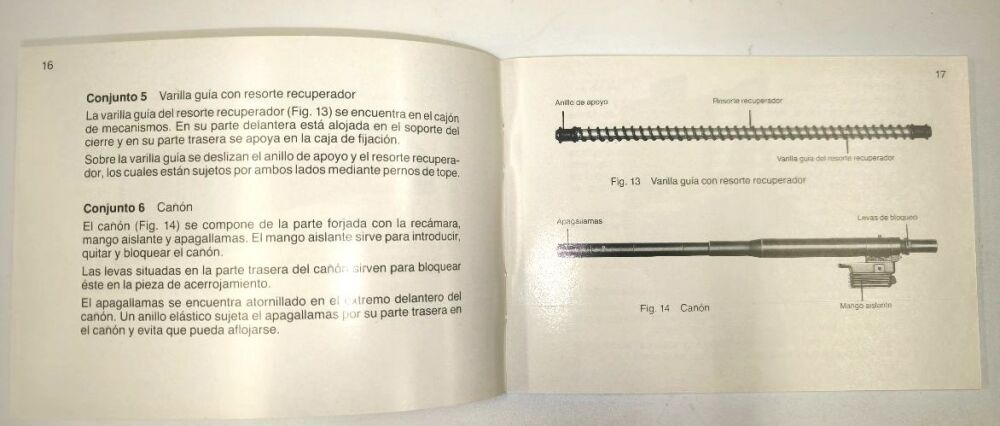 16
Conjunto 5 Varilla guía con resorte recuperador
La varilla guía del resorte recuperador (Fig. 13) se encuentra en el cajón
de mecanismos. En su parte delantera está alojada en el soporte del
cierre y en su parte trasera se apoya en la caja de fijación.
Sobre la varilla guía se deslizan el anillo de apoyo y el resorte recupera-
dor, los cuales están sujetos por ambos lados mediante pernos de tope.
Conjunto 6 Cañón
El cañón (Fig. 14) se compone de la parte forjada con la recámara,
mango aislante y apagallamas. El mango aislante sirve para introducir,
quitar y bloquear el cañón.
Las levas situadas en la parte trasera del cañón sirven para bloquear
éste en la pieza de acerrojamiento.
El apagallamas se encuentra atornillado en el extremo delantero del
cañón. Un anillo elástico sujeta el apagallamas por su parte trasera en
el cañón y evita que pueda aflojarse.
17
Anillo de apoyo
Resorte recuperador
Varilla guía del resorte recuperador
Fig. 13 Varilla guía con resorte recuperador
Apagallamas
Levas de bloqueo
Mango aislante
Fig. 14 Cañón